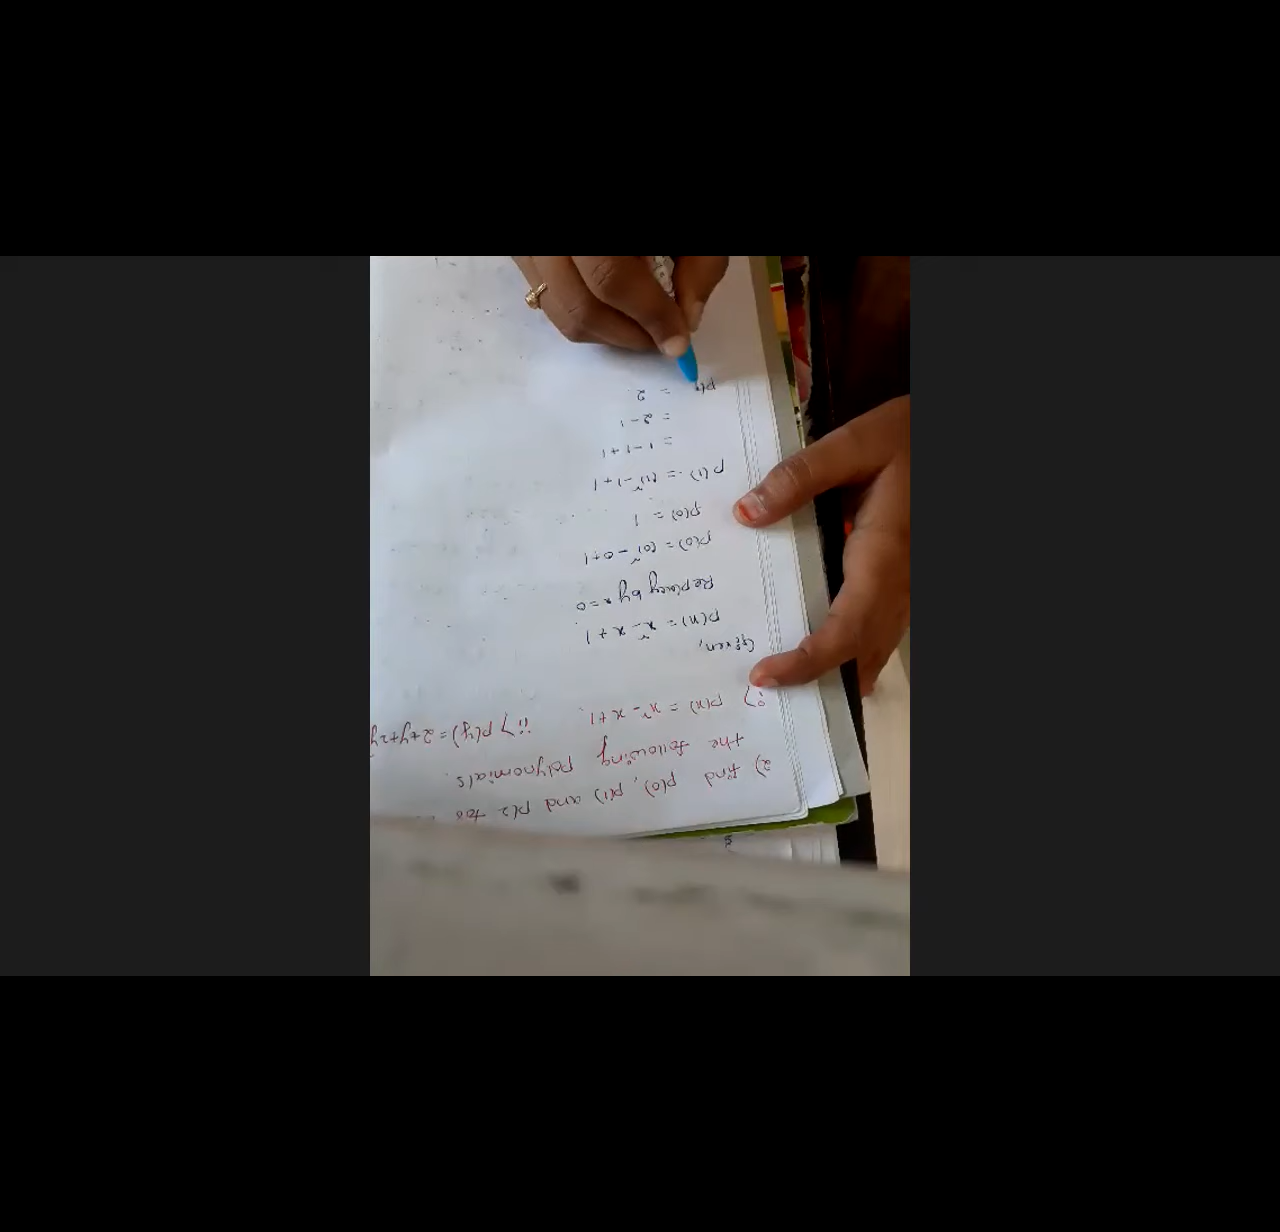 2) find p(0), p(1) and p(2 for
the following polynomials.
i> p(x) = x² - x + 1. ii> p(y) = 2+y+2y
Given,
p(x) = x² - x + 1
Replacy by x = 0
p(0) = (0)² - 0 + 1
p(0) = 1
p(1) = (1)² - 1 + 1
= 1 - 1 + 1
= 2 - 1
= 2
p(